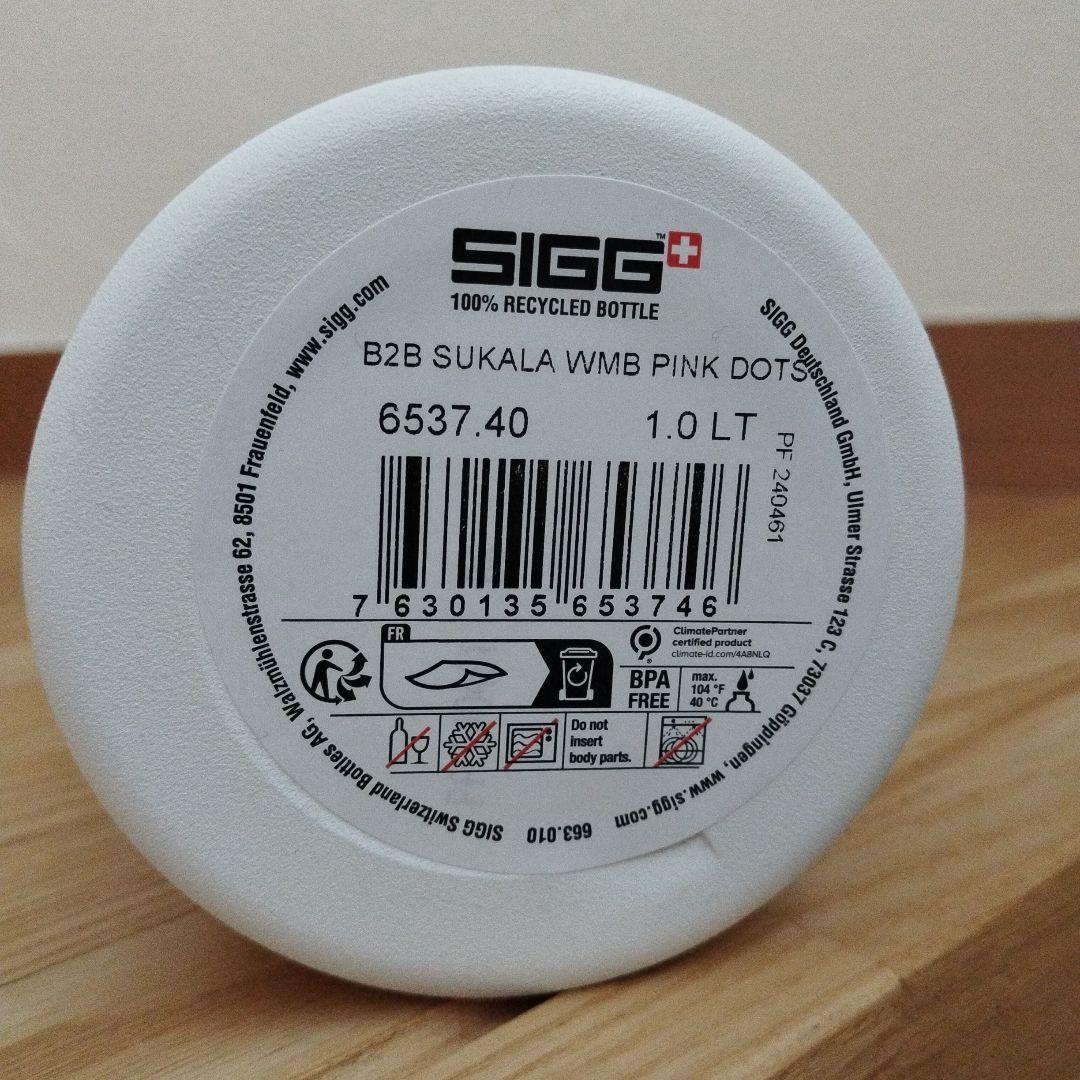 SIGG™
100% RECYCLED BOTTLE
B2B SUKALA WMB PINK DOTS
6537.40 1.0 LT
PF 240461
7 630135 653746
FR
ClimatePartner
certified product
climate-id.com/4A8NLQ
BPA
FREE
max.
104 °F
40 °C
Do not
insert
body parts.
SIGG Switzerland Bottles AG, Walzmühlenstrasse 62, 8501 Frauenfeld, www.sigg.com
SIGG Deutschland GmbH, Ulmer Strasse 123 C, 73037 Göppingen, www.sigg.com
663.010